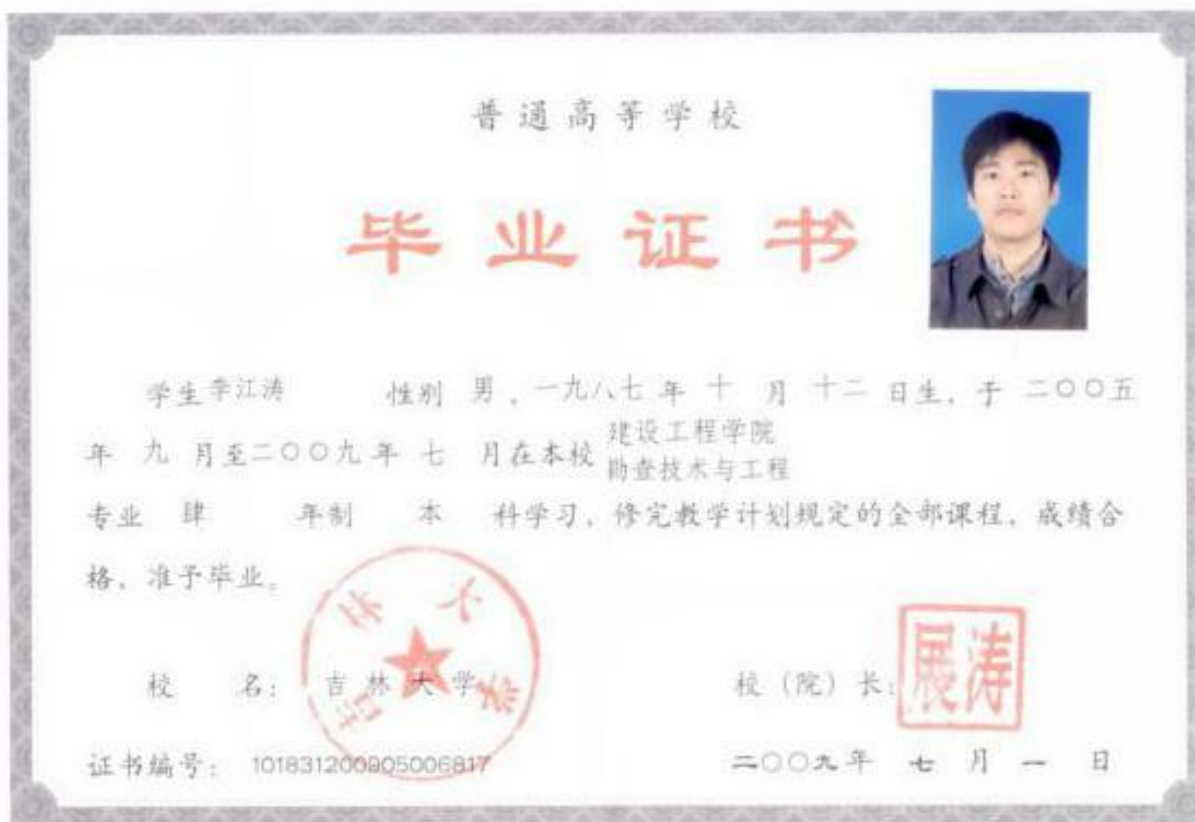 普通高等学校
毕业证书
学生 李江涛 性别 男，一九八七年 十 月 十二 日生，于 二〇〇五
年 九 月至二〇〇九年 七 月在本校 建设工程学院
勘查技术与工程
专业 肆 年制 本 科学习，修完教学计划规定的全部课程，成绩合
格，准予毕业。
校 名： 吉林大学
吉林大学
校（院）长：
展涛
证书编号： 101831200905006817
二〇〇九年 七 月 一 日